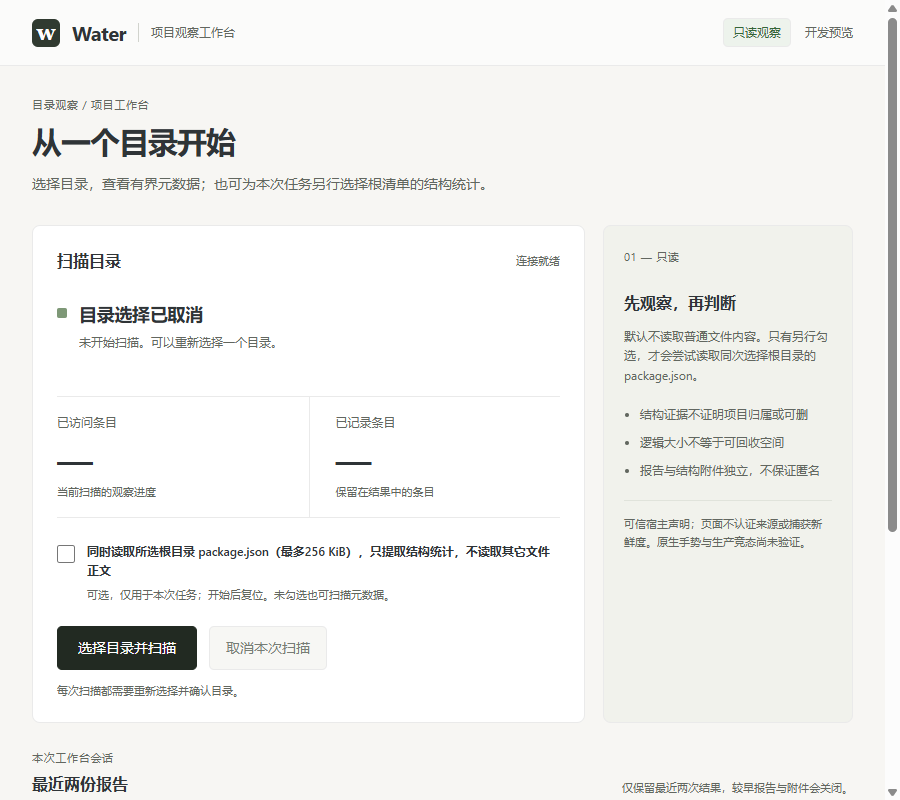 W Water 项目观察工作台 只读观察 开发预览
目录观察 / 项目工作台
从一个目录开始
选择目录，查看有界元数据；也可为本次任务另行选择根清单的结构统计。
扫描目录 连接就绪
目录选择已取消
未开始扫描。可以重新选择一个目录。
已访问条目
—
当前扫描的观察进度
已记录条目
—
保留在结果中的条目
同时读取所选根目录 package.json（最多256 KiB），只提取结构统计，不读取其它文件
正文
可选，仅用于本次任务；开始后复位。未勾选也可扫描元数据。
选择目录并扫描 取消本次扫描
每次扫描都需要重新选择并确认目录。
01 — 只读
先观察，再判断
默认不读取普通文件内容。只有另行勾
选，才会尝试读取同次选择根目录的
package.json。
• 结构证据不证明项目归属或可删
• 逻辑大小不等于可回收空间
• 报告与结构附件独立，不保证匿名
可信宿主声明；页面不认证来源或捕获新
鲜度。原生手势与生产竞态尚未验证。
本次工作台会话
最近两份报告
仅保留最近两次结果，较早报告与附件会关闭。